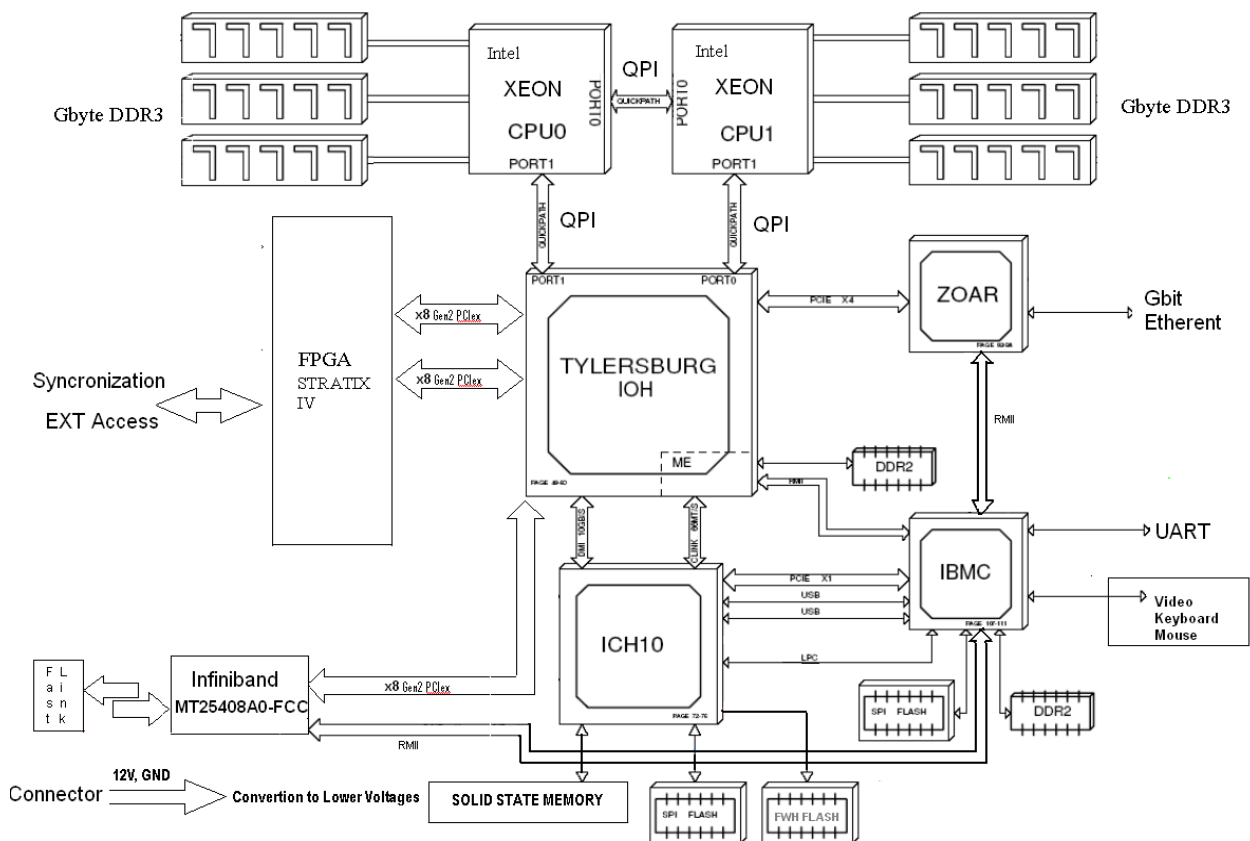 Gbyte DDR3
Intel
XEON
CPU0
PORT0
PORT1
QPI
QUICKPATH
Intel
XEON
CPU1
PORT0
PORT1
Gbyte DDR3
QUICKPATH
QPI
QUICKPATH
QPI
FPGA
STRATIX
IV
x8 Gen2 PCIex
x8 Gen2 PCIex
Syncronization
EXT Access
PORT1
PORT0
TYLERSBURG
IOH
ME
PCIE X4
ZOAR
Gbit
Etherent
RMII
DDR2
RMII
DMI 10GB/S
CLINK 66MT/S
IBMC
UART
Video
Keyboard
Mouse
PCIE X1
USB
USB
LPC
ICH10
PAGE 72-76
SPI FLASH
DDR2
F L
a i
s n
t k
Infiniband
MT25408A0-FCC
x8 Gen2 PCIex
RMII
Connector
12V, GND
Convertion to Lower Voltages
SOLID STATE MEMORY
SPI FLASH
FWH FLASH